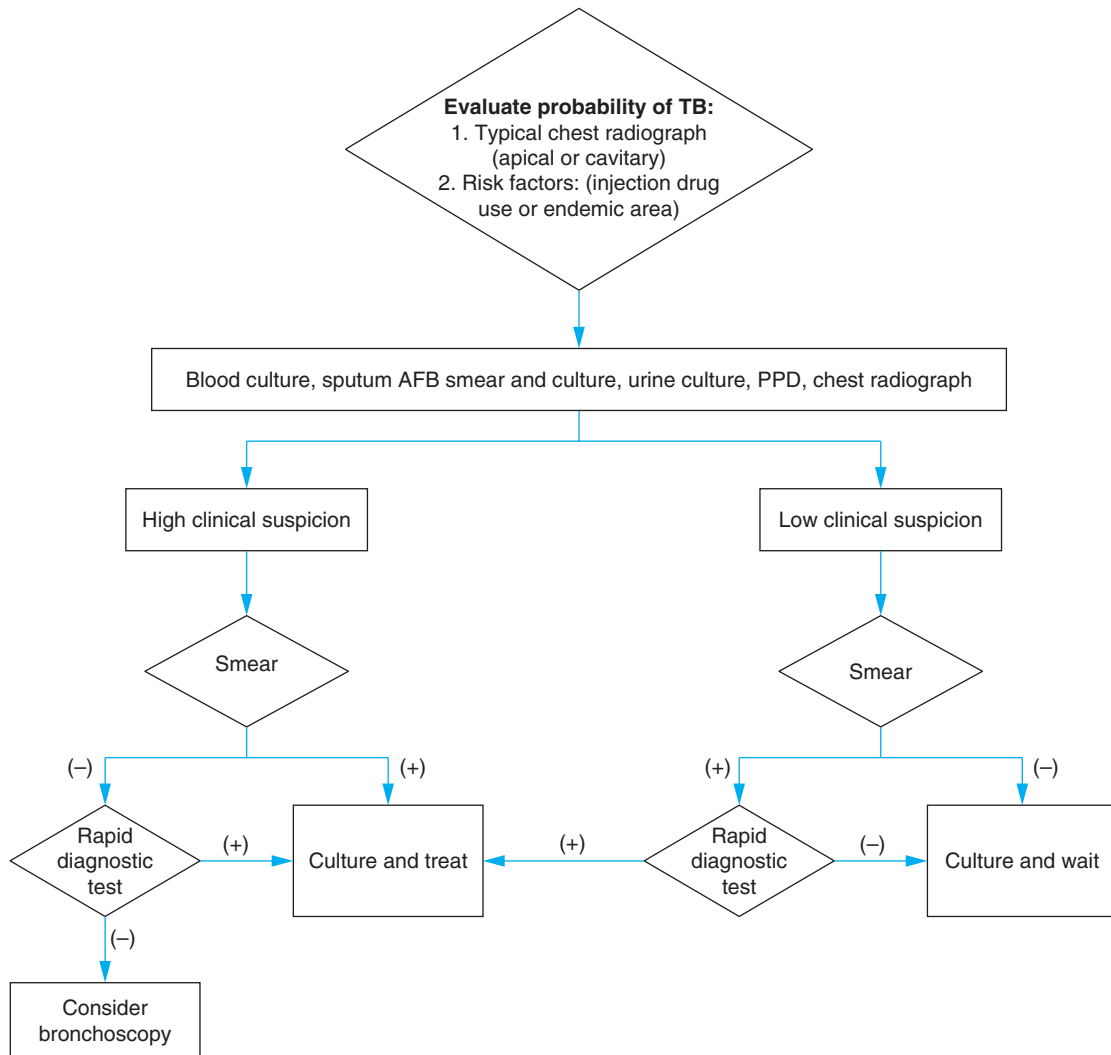 Evaluate probability of TB:
1. Typical chest radiograph
(apical or cavitary)
2. Risk factors: (injection drug
use or endemic area)
Blood culture, sputum AFB smear and culture, urine culture, PPD, chest radiograph
High clinical suspicion
Low clinical suspicion
Smear
Smear
(–)
(+)
(+)
(–)
Rapid
diagnostic
test
(+)
Culture and treat
(+)
Rapid
diagnostic
test
(–)
Culture and wait
(–)
Consider
bronchoscopy